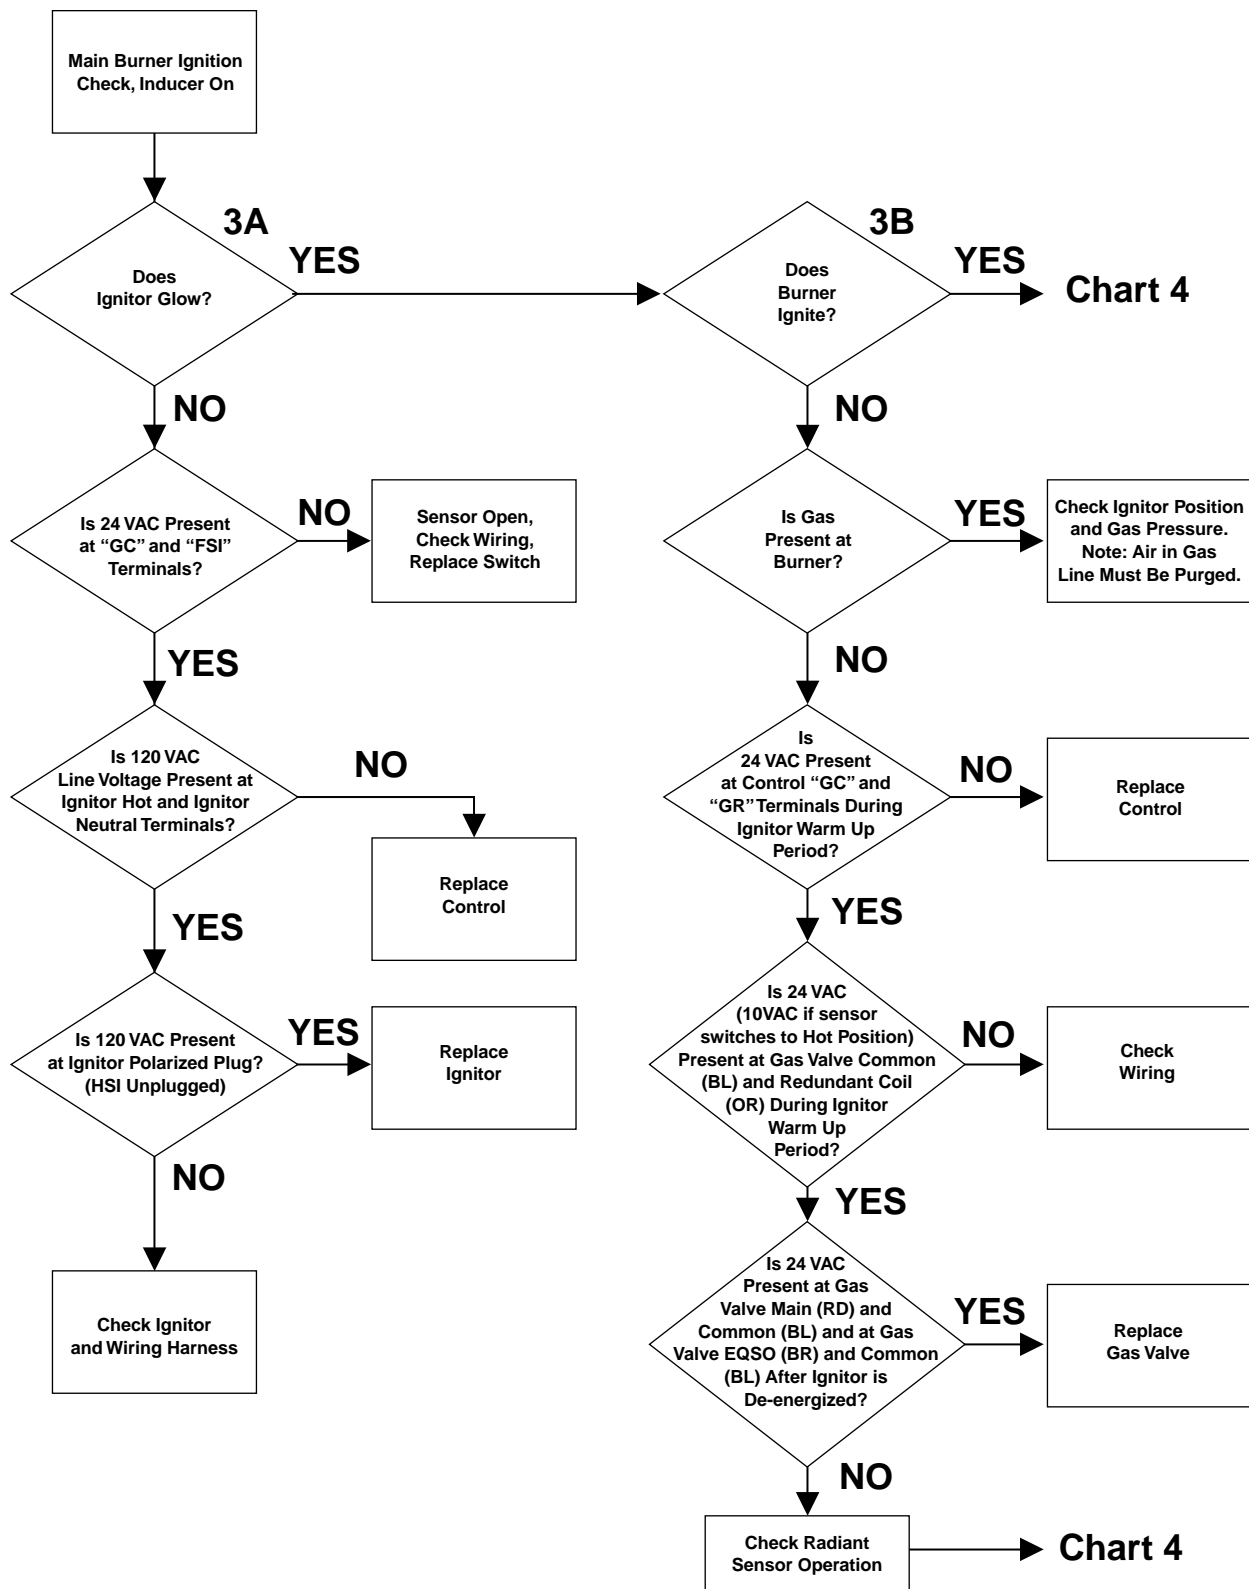 Main Burner Ignition
Check, Inducer On
3A
Does
Ignitor Glow?
YES
NO
Is 24 VAC Present
at “GC” and “FSI”
Terminals?
NO
Sensor Open,
Check Wiring,
Replace Switch
YES
Is 120 VAC
Line Voltage Present at
Ignitor Hot and Ignitor
Neutral Terminals?
NO
Replace
Control
YES
Is 120 VAC Present
at Ignitor Polarized Plug?
(HSI Unplugged)
YES
Replace
Ignitor
NO
Check Ignitor
and Wiring Harness
3B
Does
Burner
Ignite?
YES
Chart 4
NO
Is Gas
Present at
Burner?
YES
Check Ignitor Position
and Gas Pressure.
Note: Air in Gas
Line Must Be Purged.
NO
Is
24 VAC Present
at Control “GC” and
“GR” Terminals During
Ignitor Warm Up
Period?
NO
Replace
Control
YES
Is 24 VAC
(10VAC if sensor
switches to Hot Position)
Present at Gas Valve Common
(BL) and Redundant Coil
(OR) During Ignitor
Warm Up
Period?
NO
Check
Wiring
YES
Is 24 VAC
Present at Gas
Valve Main (RD) and
Common (BL) and at Gas
Valve EQSO (BR) and Common
(BL) After Ignitor is
De-energized?
YES
Replace
Gas Valve
NO
Check Radiant
Sensor Operation
Chart 4